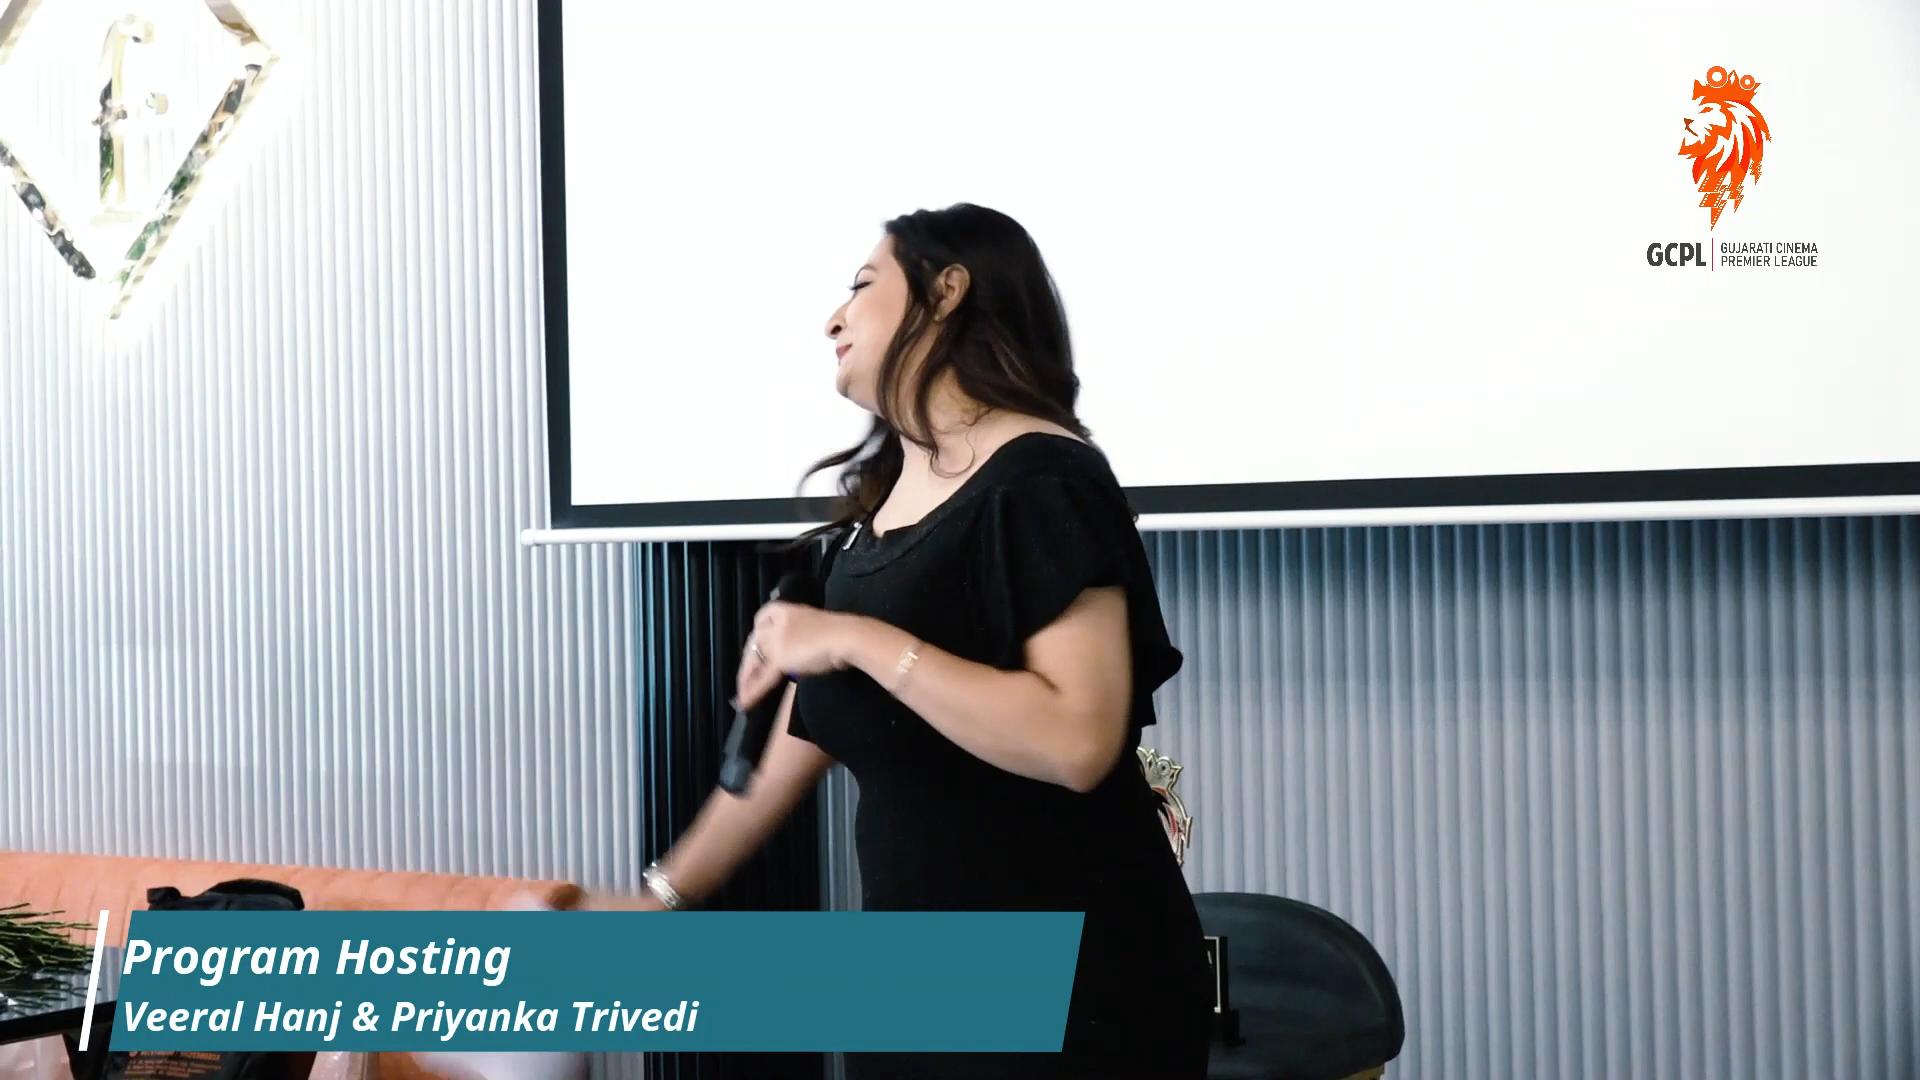 GCPL
GUJARATI CINEMA
PREMIER LEAGUE
Program Hosting
Veeral Hanj & Priyanka Trivedi